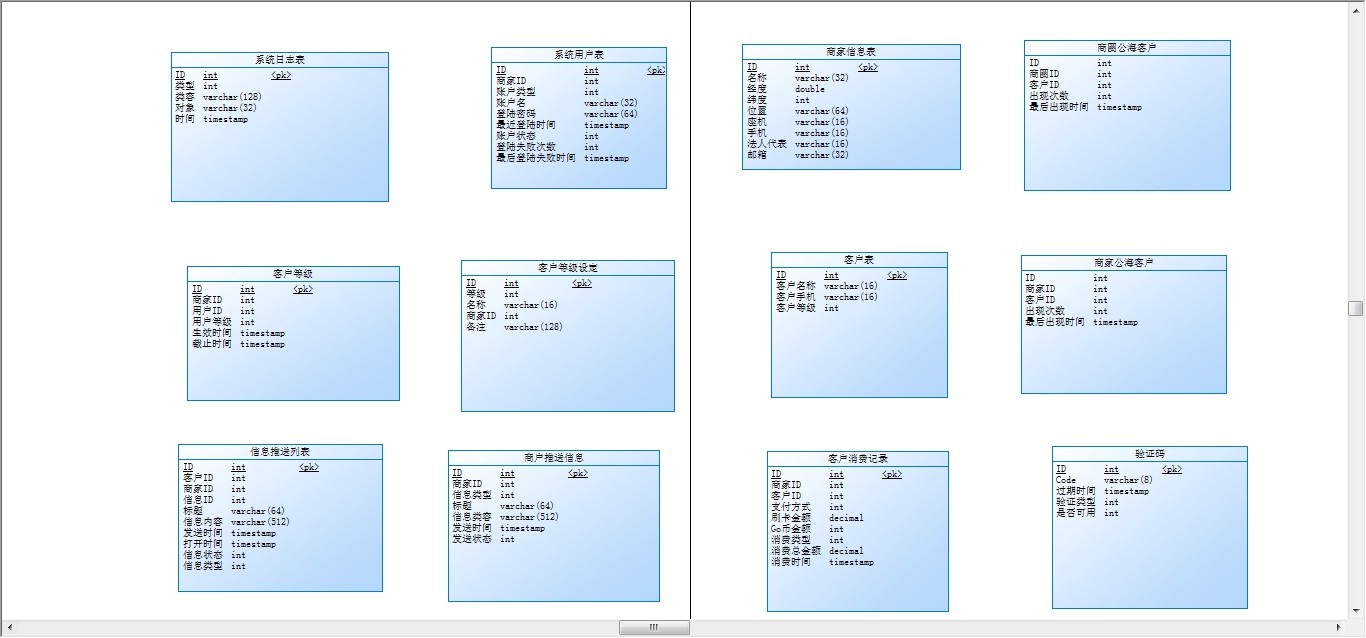 系统日志表
ID int <pk>
类型 int
类容 varchar(128)
对象 varchar(32)
时间 timestamp
系统用户表
ID int <pk>
商家ID int
账户类型 int
账户名 varchar(32)
登陆密码 varchar(64)
最近登陆时间 timestamp
账户状态 int
登陆失败次数 int
最后登陆失败时间 timestamp
商家信息表
ID int <pk>
名称 varchar(32)
经度 double
纬度 int
位置 varchar(64)
座机 varchar(16)
手机 varchar(16)
法人代表 varchar(16)
邮箱 varchar(32)
商圈公海客户
ID int
商圈ID int
客户ID int
出现次数 int
最后出现时间 timestamp
客户等级
ID int <pk>
商家ID int
用户ID int
用户等级 int
生效时间 timestamp
截止时间 timestamp
客户等级设定
ID int <pk>
等级 int
名称 varchar(16)
商家ID int
备注 varchar(128)
客户表
ID int <pk>
客户名称 varchar(16)
客户手机 varchar(16)
客户等级 int
商家公海客户
ID int
商家ID int
客户ID int
出现次数 int
最后出现时间 timestamp
信息推送列表
ID int <pk>
客户ID int
商家ID int
信息ID int
标题 varchar(64)
信息内容 varchar(512)
发送时间 timestamp
打开时间 timestamp
信息状态 int
信息类型 int
商户推送信息
ID int <pk>
商家ID int
信息类型 int
标题 varchar(64)
信息类容 varchar(512)
发送时间 timestamp
发送状态 int
客户消费记录
ID int <pk>
商家ID int
客户ID int
支付方式 int
刷卡金额 decimal
Go币金额 int
消费类型 int
消费总金额 decimal
消费时间 timestamp
验证码
ID int <pk>
Code varchar(8)
过期时间 timestamp
验证类型 int
是否可用 int